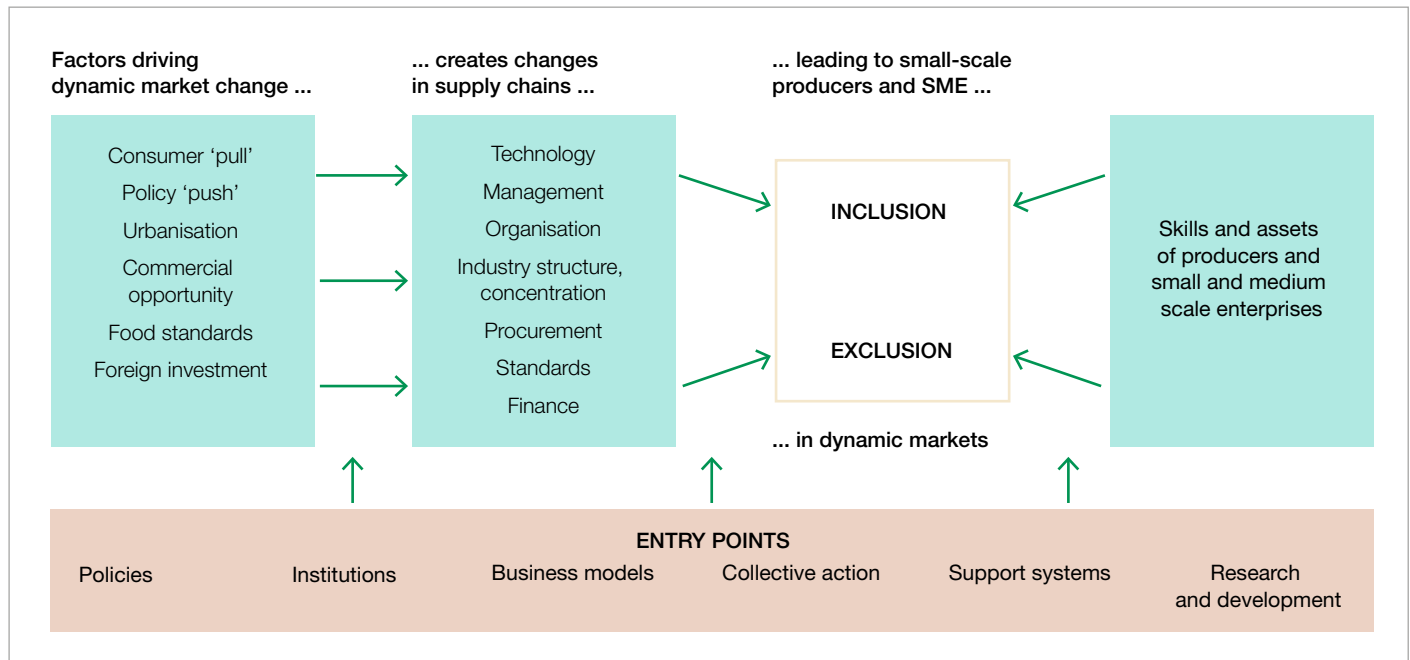 Factors driving
dynamic market change ...
... creates changes
in supply chains ...
... leading to small-scale
producers and SME ...
Consumer ‘pull’
Policy ‘push’
Urbanisation
Commercial
opportunity
Food standards
Foreign investment
Technology
Management
Organisation
Industry structure,
concentration
Procurement
Standards
Finance
INCLUSION
EXCLUSION
... in dynamic markets
Skills and assets
of producers and
small and medium
scale enterprises
ENTRY POINTS
Policies
Institutions
Business models
Collective action
Support systems
Research
and development